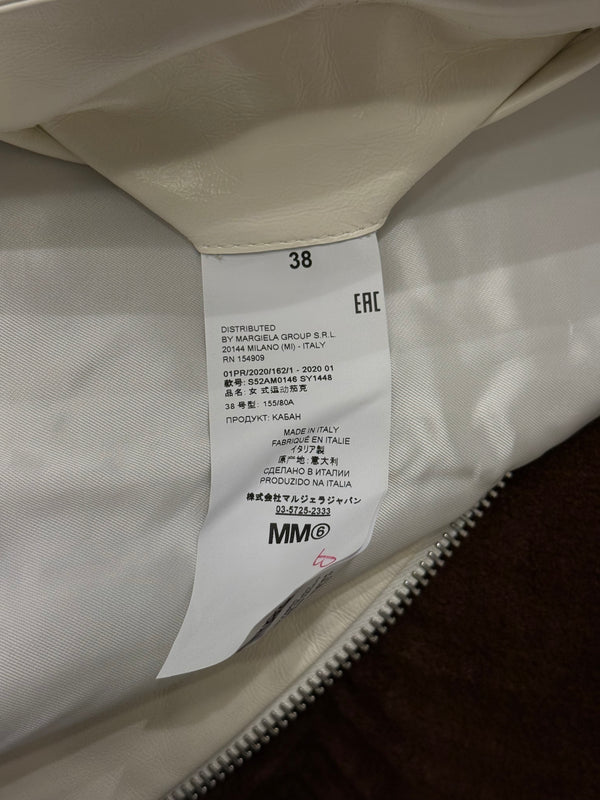 38
EAC
DISTRIBUTED
BY MARGIELA GROUP S.R.L.
20144 MILANO (MI) - ITALY
RN 154909
01PR/2020/162/1 - 2020 01
款号: S52AM0146 SY1448
品名: 女 式运动茄克
38 号型: 155/80A
ПРОДУКТ: КАБАН
MADE IN ITALY
FABRIQUÉ EN ITALIE
イタリア製
原产地: 意大利
СДЕЛАНО В ИТАЛИИ
PRODUZIDO NA ITALIA
株式会社マルジェラジャパン
03-5725-2333
MM6